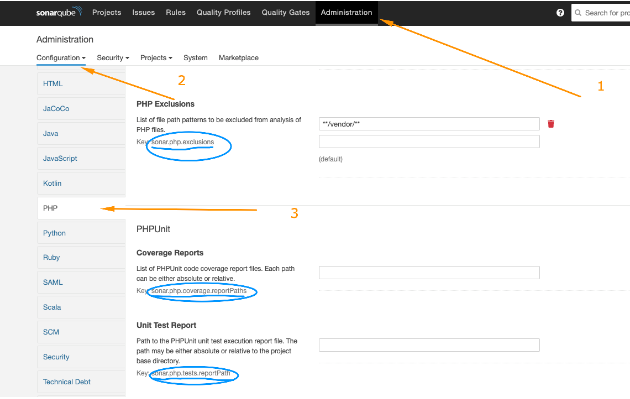 sonarqube Projects Issues Rules Quality Profiles Quality Gates Administration ? Search for pro
Administration
1
Configuration Security Projects System Marketplace
2
HTML
JaCoCo
Java
JavaScript
Kotlin
PHP
Python
Ruby
SAML
Scala
SCM
Security
Technical Debt
PHP Exclusions
List of file path patterns to be excluded from analysis of
PHP files.
Key: sonar.php.exclusions
**/vendor/**
(default)
3
PHPUnit
Coverage Reports
List of PHPUnit code coverage report files. Each path
can be either absolute or relative.
Key: sonar.php.coverage.reportPaths
Unit Test Report
Path to the PHPUnit unit test execution report file. The
path may be either absolute or relative to the project
base directory.
Key: sonar.php.tests.reportPath